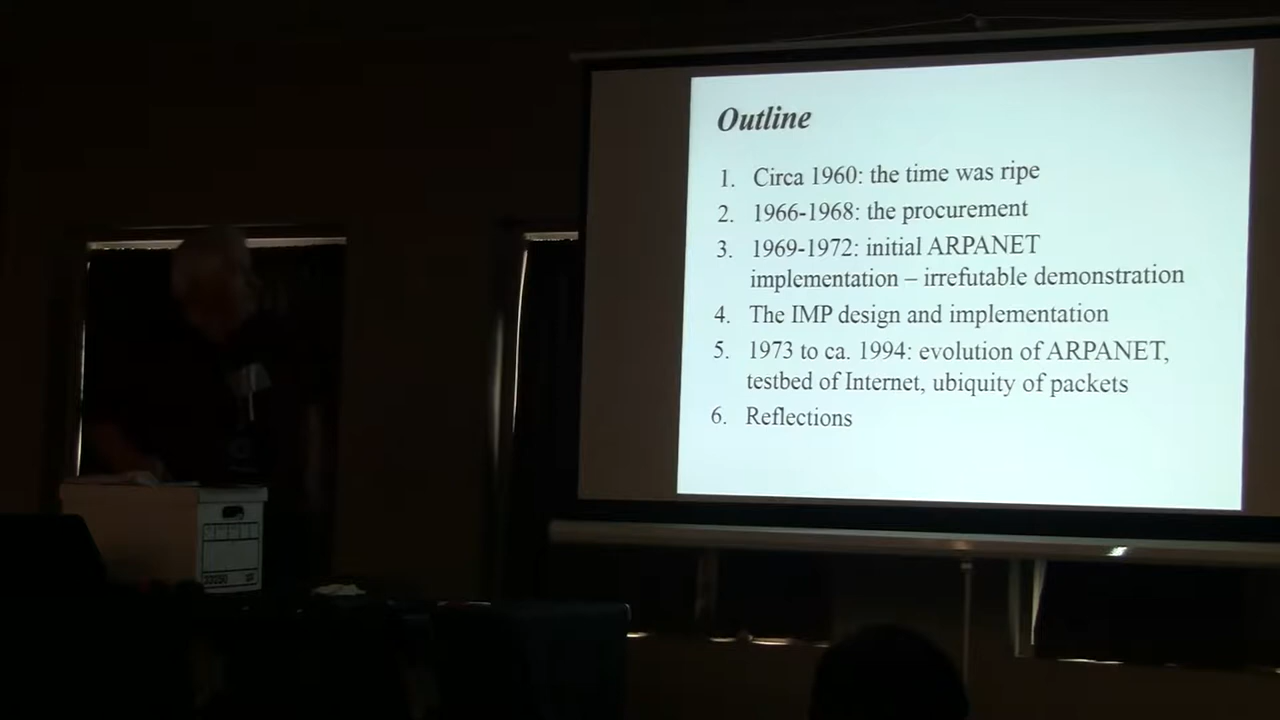 Outline
1. Circa 1960: the time was ripe
2. 1966-1968: the procurement
3. 1969-1972: initial ARPANET
implementation – irrefutable demonstration
4. The IMP design and implementation
5. 1973 to ca. 1994: evolution of ARPANET,
testbed of Internet, ubiquity of packets
6. Reflections